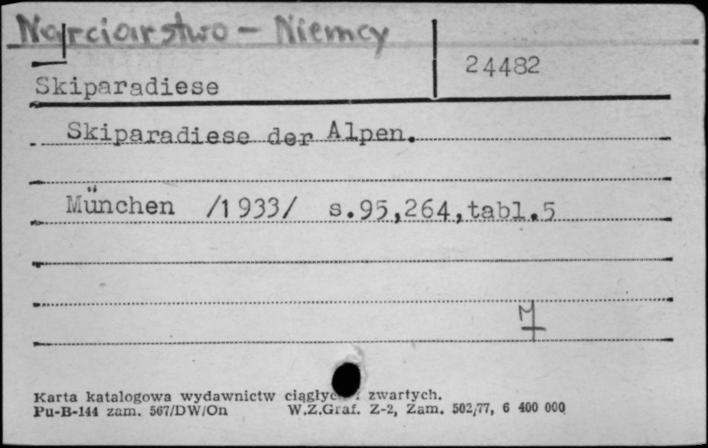 Narciarstwo - Niemcy
24482
Skiparadiese
Skiparadiese der Alpen.
München /1933/ s.95,264,tabl.5
M
Karta katalogowa wydawnictw i zwartych.
Pu-B-144 zam. 567/DW/On W.Z.Graf. Z-2, Zam. 502/77, 6 400 000